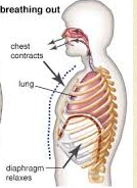 breathing out
chest
contracts
lung
diaphragm
relaxes